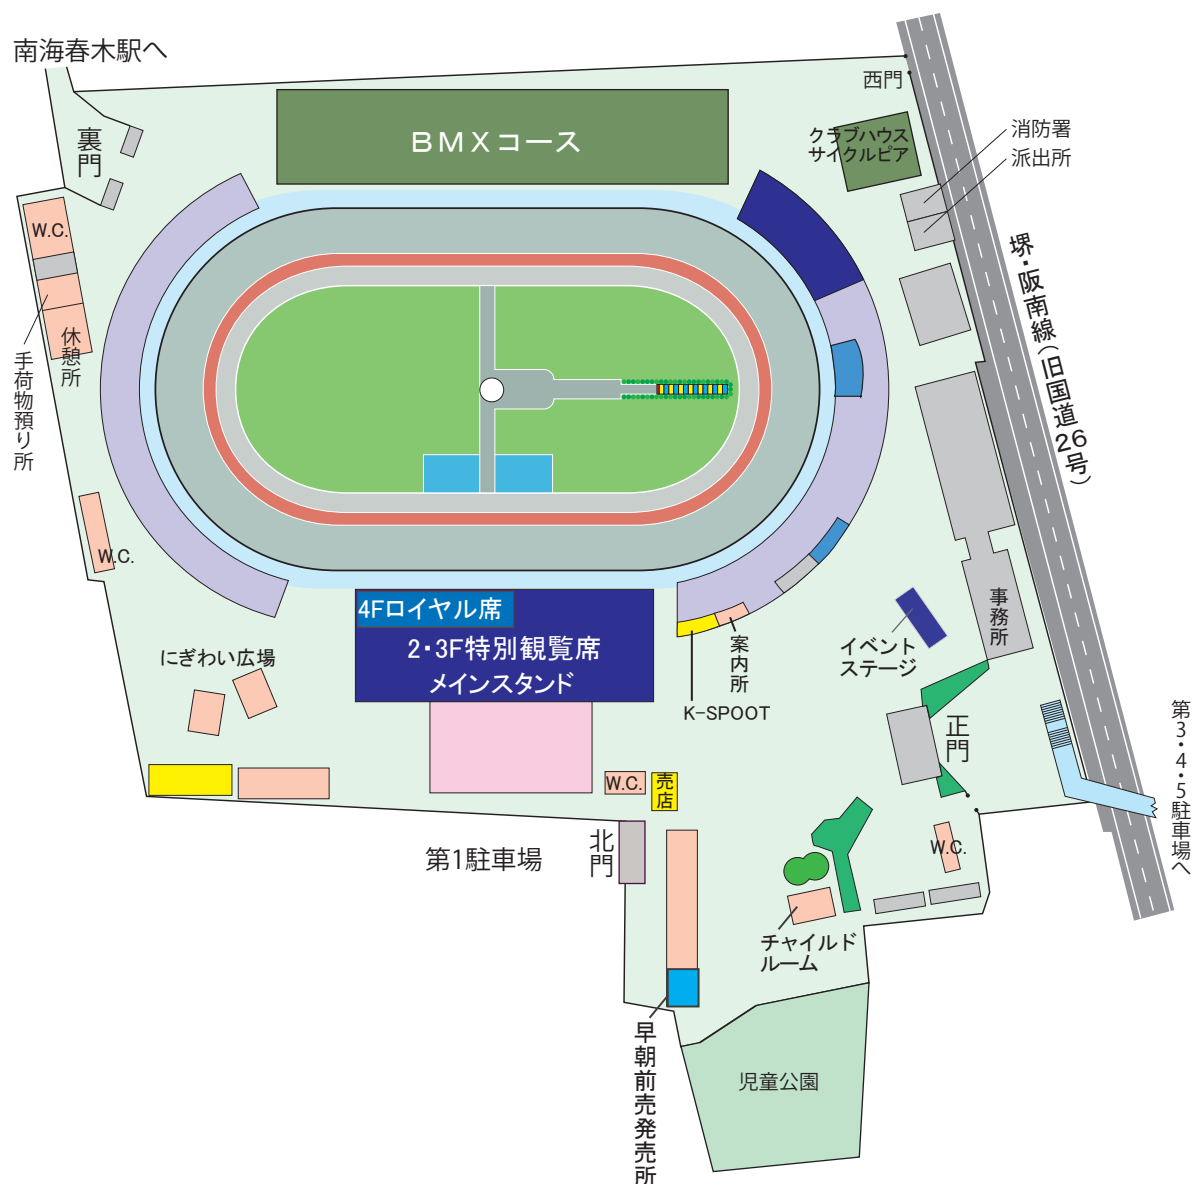 南海春木駅へ
西門
裏門
BMXコース
クラブハウス
サイクルピア
消防署
派出所
W.C.
休憩所
手荷物預り所
堺・阪南線(旧国道26号)
W.C.
4Fロイヤル席
2・3F特別観覧席
メインスタンド
案内所
K-SPOOT
イベント
ステージ
事務所
にぎわい広場
正門
第3・4・5駐車場へ
W.C.
売店
北門
第1駐車場
W.C.
チャイルド
ルーム
早朝前売発売所
児童公園